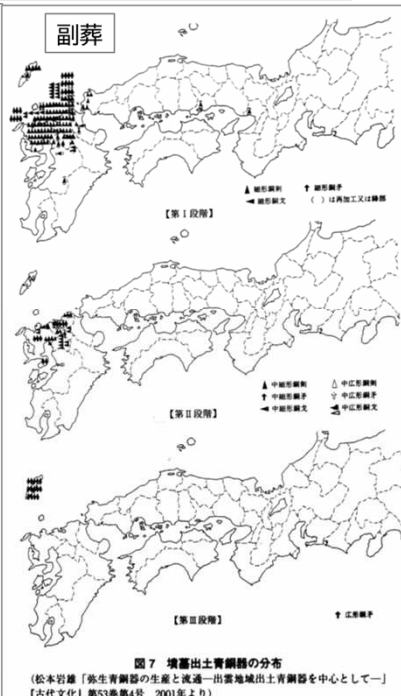 副葬
細形銅剣
細形銅矛
細形銅戈
( )は再加工又は鋒部
【第Ⅰ段階】
中細形銅剣
中広形銅剣
中細形銅矛
中広形銅矛
中細形銅戈
中広形銅戈
【第Ⅱ段階】
広形銅矛
【第Ⅲ段階】
図7 墳墓出土青銅器の分布
(松本岩雄「弥生青銅器の生産と流通―出雲地域出土青銅器を中心として―」
『古代文化』第53巻第4号 2001年より)